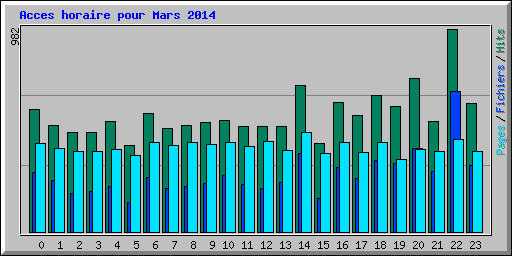 Acces horaire pour Mars 2014
982
Pages / Fichiers / Hits
0 1 2 3 4 5 6 7 8 9 10 11 12 13 14 15 16 17 18 19 20 21 22 23